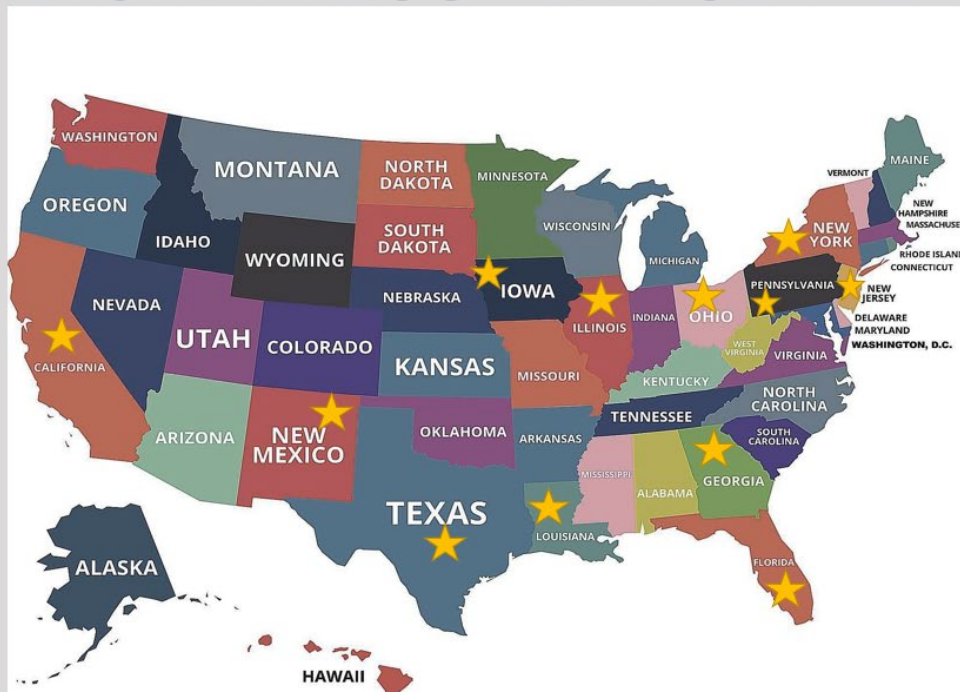 WASHINGTON
MONTANA
NORTH
DAKOTA
MINNESOTA
MAINE
VERMONT
OREGON
IDAHO
SOUTH
DAKOTA
WISCONSIN
MICHIGAN
NEW
YORK
NEW
HAMPSHIRE
MASSACHUSE
RHODE ISLAND
CONNECTICUT
WYOMING
NEBRASKA
IOWA
PENNSYLVANIA
NEW
JERSEY
NEVADA
UTAH
COLORADO
KANSAS
ILLINOIS
INDIANA
OHIO
DELAWARE
MARYLAND
WASHINGTON, D.C.
CALIFORNIA
MISSOURI
KENTUCKY
WEST
VIRGINIA
VIRGINIA
ARIZONA
NEW
MEXICO
OKLAHOMA
ARKANSAS
TENNESSEE
NORTH
CAROLINA
SOUTH
CAROLINA
TEXAS
LOUISIANA
MISSISSIPPI
ALABAMA
GEORGIA
FLORIDA
ALASKA
HAWAII